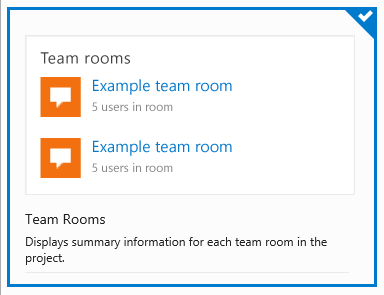 Team rooms
Example team room
5 users in room
Example team room
5 users in room
Team Rooms
Displays summary information for each team room in the
project.